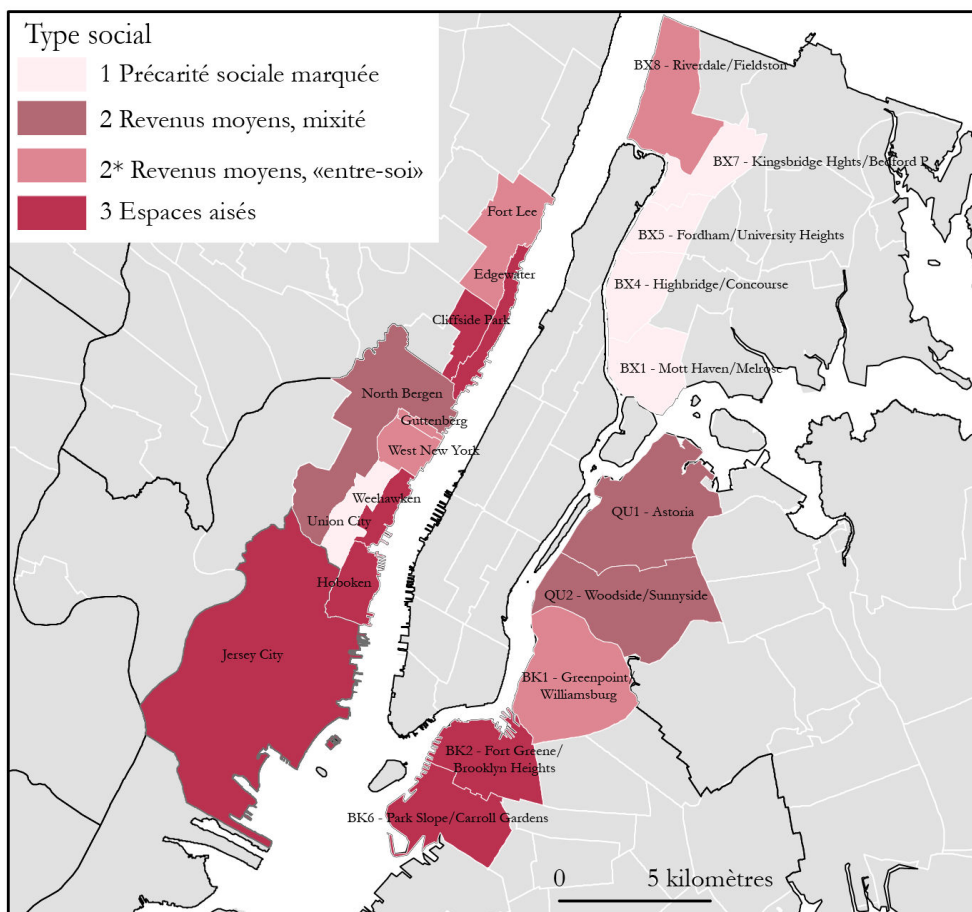 Type social
1 Précarité sociale marquée
2 Revenus moyens, mixité
2* Revenus moyens, «entre-soi»
3 Espaces aisés
BX8 - Riverdale/Fieldston
BX7 - Kingsbridge Hghts/Bedford P
Fort Lee
BX5 - Fordham/University Heights
Edgewater
BX4 - Highbridge/Concourse
Cliffside Park
BX1 - Mott Haven/Melrose
North Bergen
Guttenberg
West New York
Weehawken
Union City
QU1 - Astoria
Hoboken
QU2 - Woodside/Sunnyside
Jersey City
BK1 - Greenpoint/
Williamsburg
BK2 - Fort Greene/
Brooklyn Heights
BK6 - Park Slope/Carroll Gardens
0 5 kilomètres